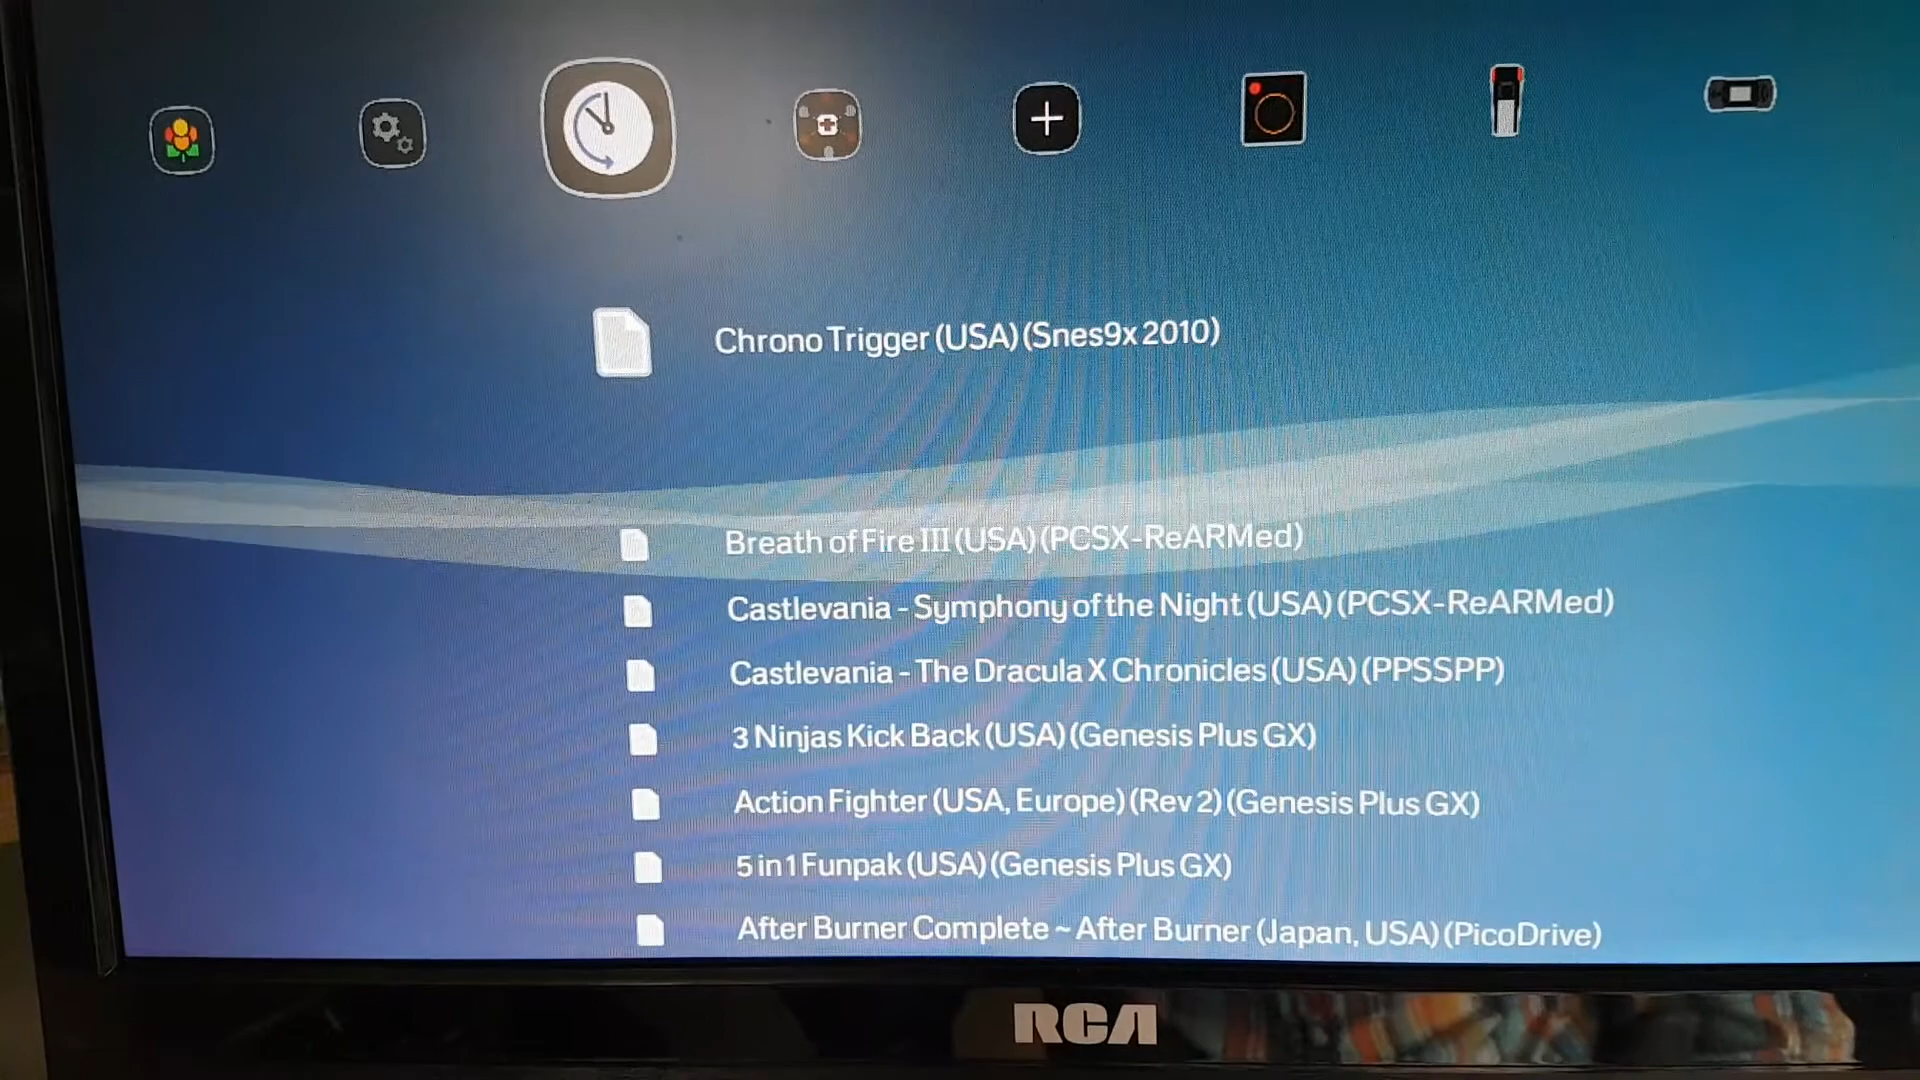 Chrono Trigger (USA) (Snes9x 2010)
Breath of Fire III (USA) (PCSX-ReARMed)
Castlevania - Symphony of the Night (USA) (PCSX-ReARMed)
Castlevania - The Dracula X Chronicles (USA) (PPSSPP)
3 Ninjas Kick Back (USA) (Genesis Plus GX)
Action Fighter (USA, Europe) (Rev 2) (Genesis Plus GX)
5 in 1 Funpak (USA) (Genesis Plus GX)
After Burner Complete ~ After Burner (Japan, USA) (PicoDrive)
RCA